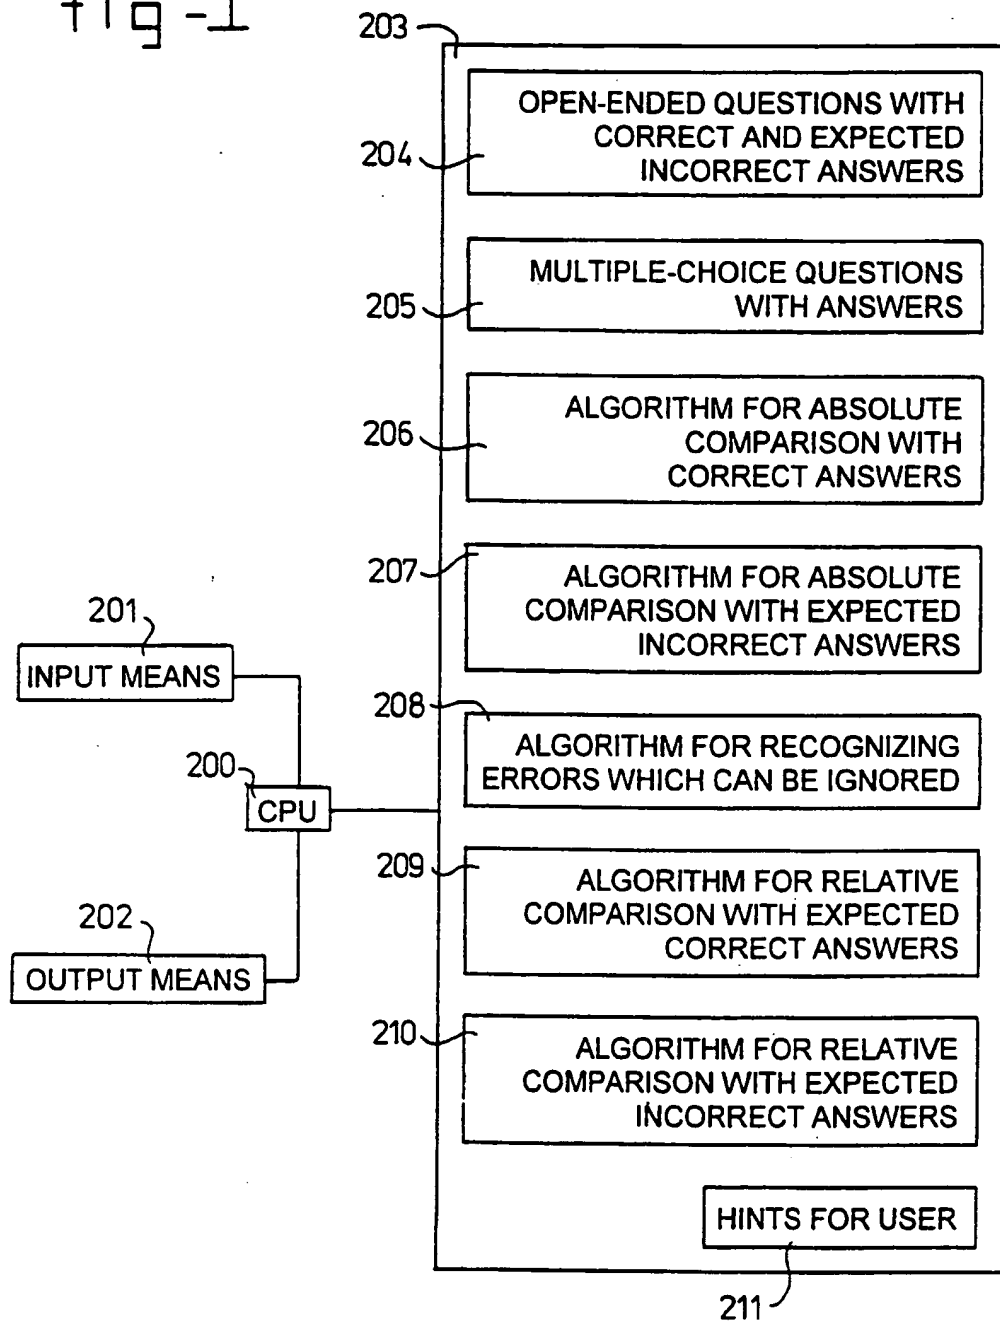 fig -1
203
OPEN-ENDED QUESTIONS WITH
CORRECT AND EXPECTED
INCORRECT ANSWERS
204
MULTIPLE-CHOICE QUESTIONS
WITH ANSWERS
205
ALGORITHM FOR ABSOLUTE
COMPARISON WITH
CORRECT ANSWERS
206
207
ALGORITHM FOR ABSOLUTE
COMPARISON WITH EXPECTED
INCORRECT ANSWERS
201
INPUT MEANS
208
ALGORITHM FOR RECOGNIZING
ERRORS WHICH CAN BE IGNORED
200
CPU
209
ALGORITHM FOR RELATIVE
COMPARISON WITH EXPECTED
CORRECT ANSWERS
202
OUTPUT MEANS
210
ALGORITHM FOR RELATIVE
COMPARISON WITH EXPECTED
INCORRECT ANSWERS
HINTS FOR USER
211